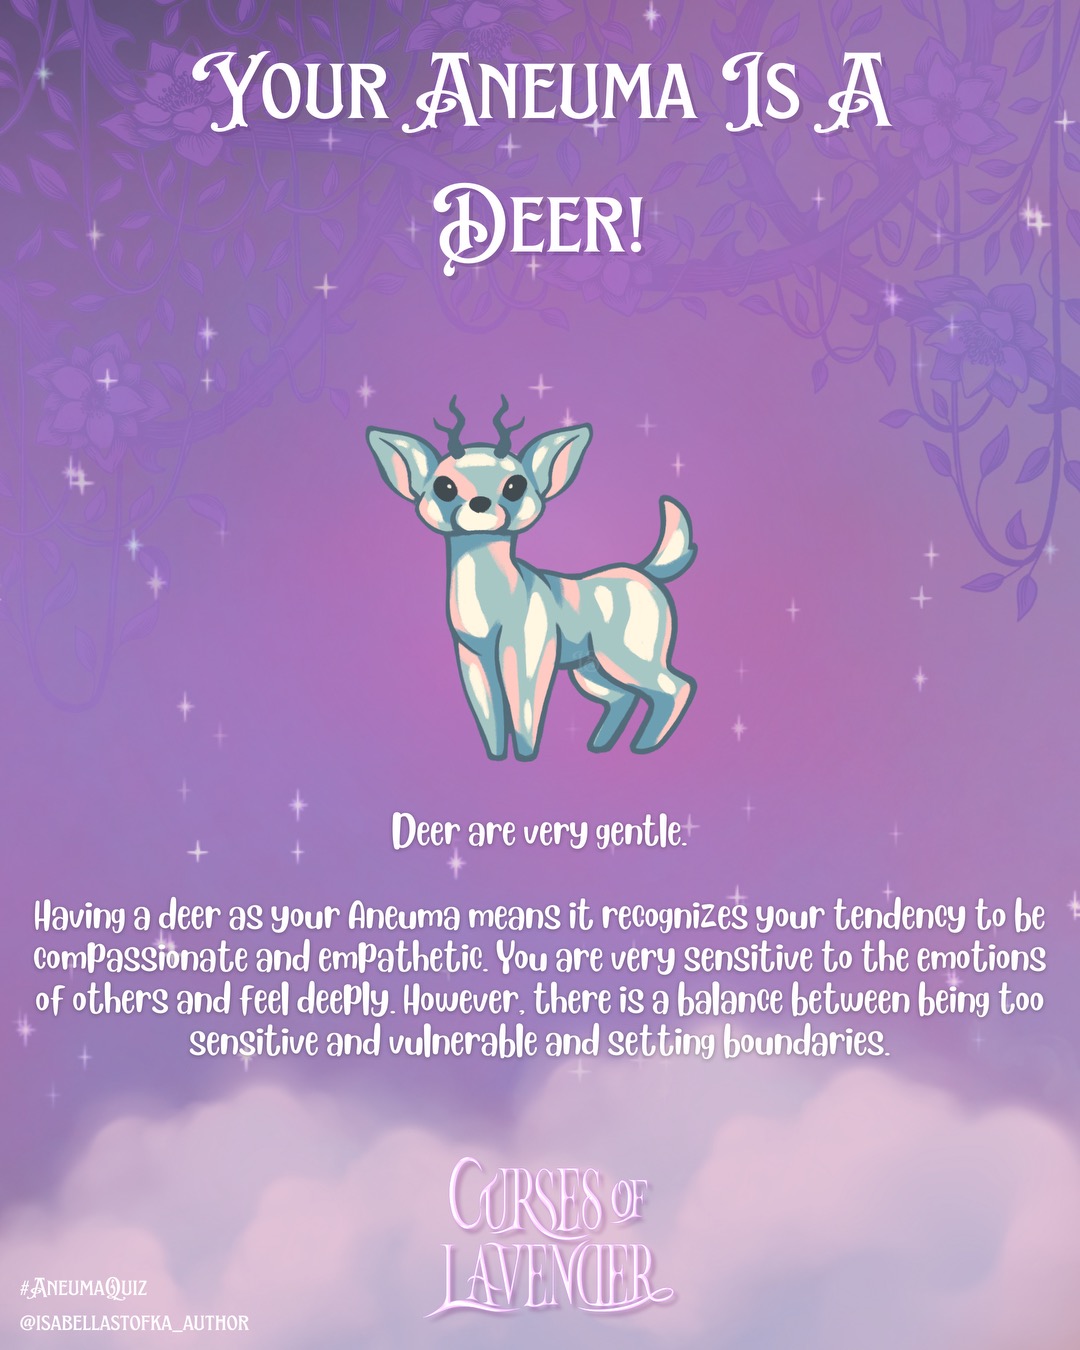 Your Aneuma Is A
Deer!
Deer are very gentle.
Having a deer as your Aneuma means it recognizes your tendency to be
compassionate and empathetic. You are very sensitive to the emotions
of others and feel deeply. However, there is a balance between being too
sensitive and vulnerable and setting boundaries.
Curses of
Lavender
#AneumaQuiz
@isabellastofka_author